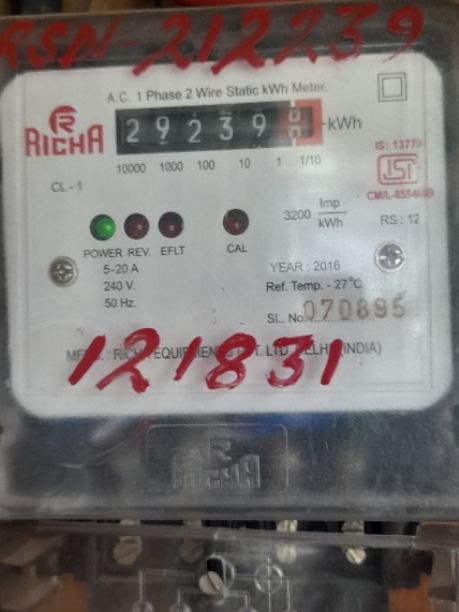 RSN-212239
A.C. 1 Phase 2 Wire Static kWh Meter.
R
RICHA
29239
kWh
10000 1000 100 10 1 1/10
IS: 13779
ISI
CL-1
3200 Imp/kWh
RS: 12
POWER REV. EFLT CAL
5-20 A
240 V.
50 Hz.
YEAR: 2016
Ref. Temp. - 27°C
SL. No. 070895
121831
R
RICHA